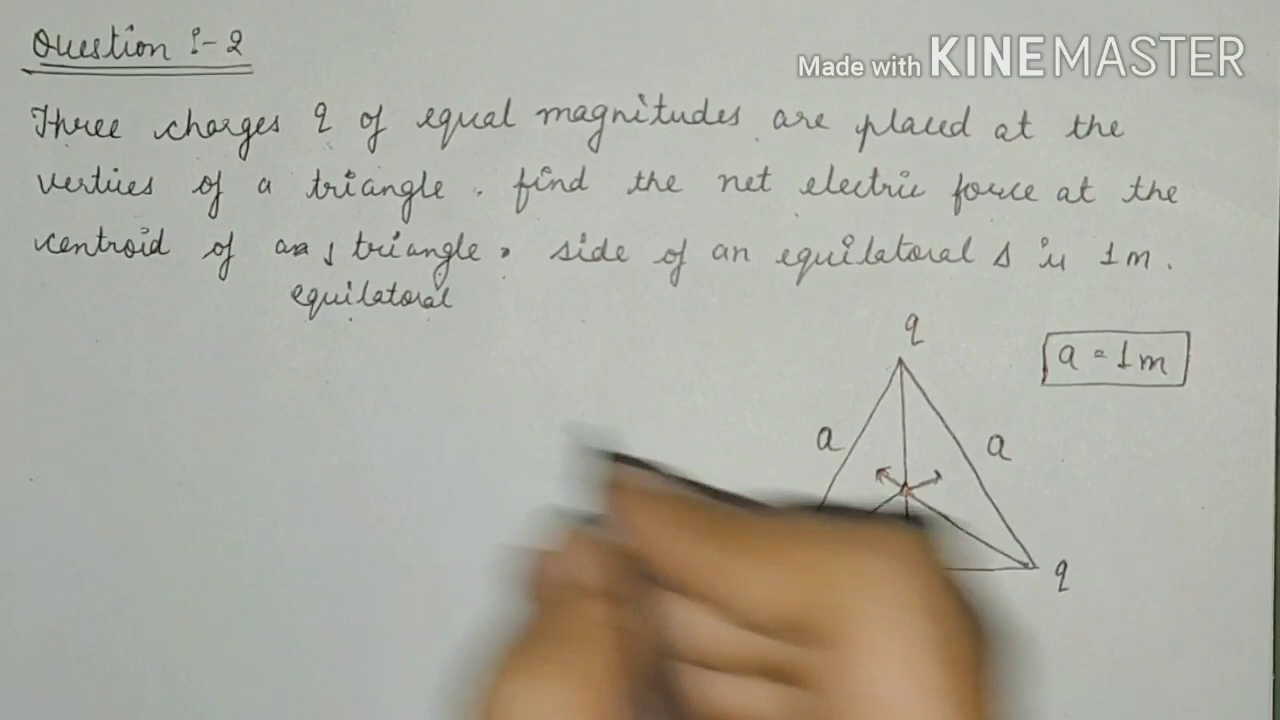 Question :- 2
Made with KINEMASTER
Three charges q of equal magnitudes are placed at the
vertices of a triangle. find the net electric force at the
centroid of an triangle. side of an equilatoral Δ is 1m.
equilatoral
q
a = 1m
a
a
q